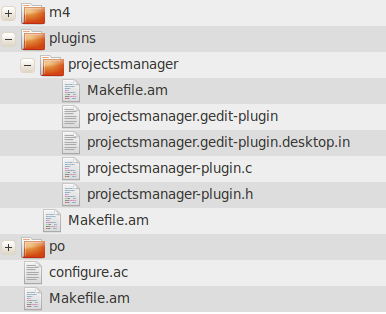 m4
plugins
projectsmanager
Makefile.am
projectsmanager.gedit-plugin
projectsmanager.gedit-plugin.desktop.in
projectsmanager-plugin.c
projectsmanager-plugin.h
Makefile.am
po
configure.ac
Makefile.am